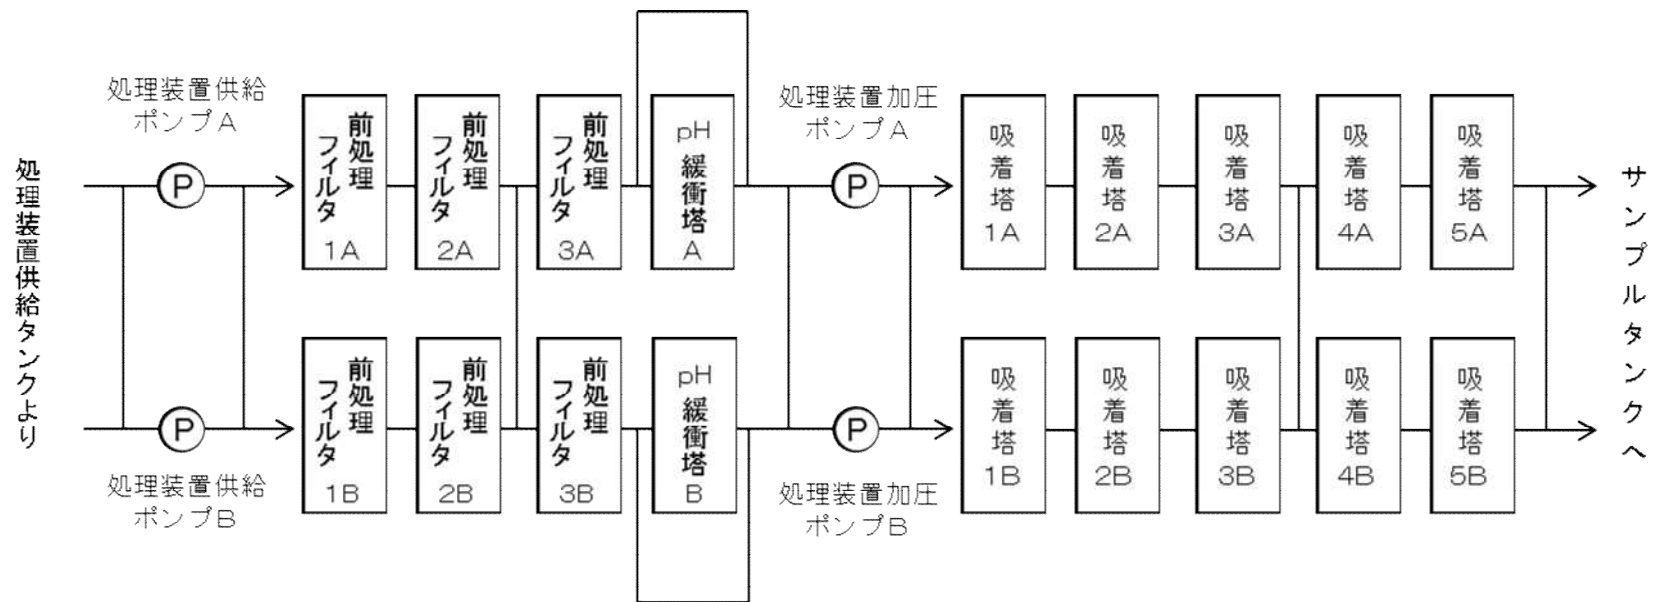 処理装置供給タンクより
処理装置供給
ポンプA
P
前処理
フィルタ
1A
前処理
フィルタ
2A
前処理
フィルタ
3A
pH
緩衝塔
A
処理装置加圧
ポンプA
P
吸着塔
1A
吸着塔
2A
吸着塔
3A
吸着塔
4A
吸着塔
5A
P
処理装置供給
ポンプB
前処理
フィルタ
1B
前処理
フィルタ
2B
前処理
フィルタ
3B
pH
緩衝塔
B
P
処理装置加圧
ポンプB
吸着塔
1B
吸着塔
2B
吸着塔
3B
吸着塔
4B
吸着塔
5B
サンプルタンクへ